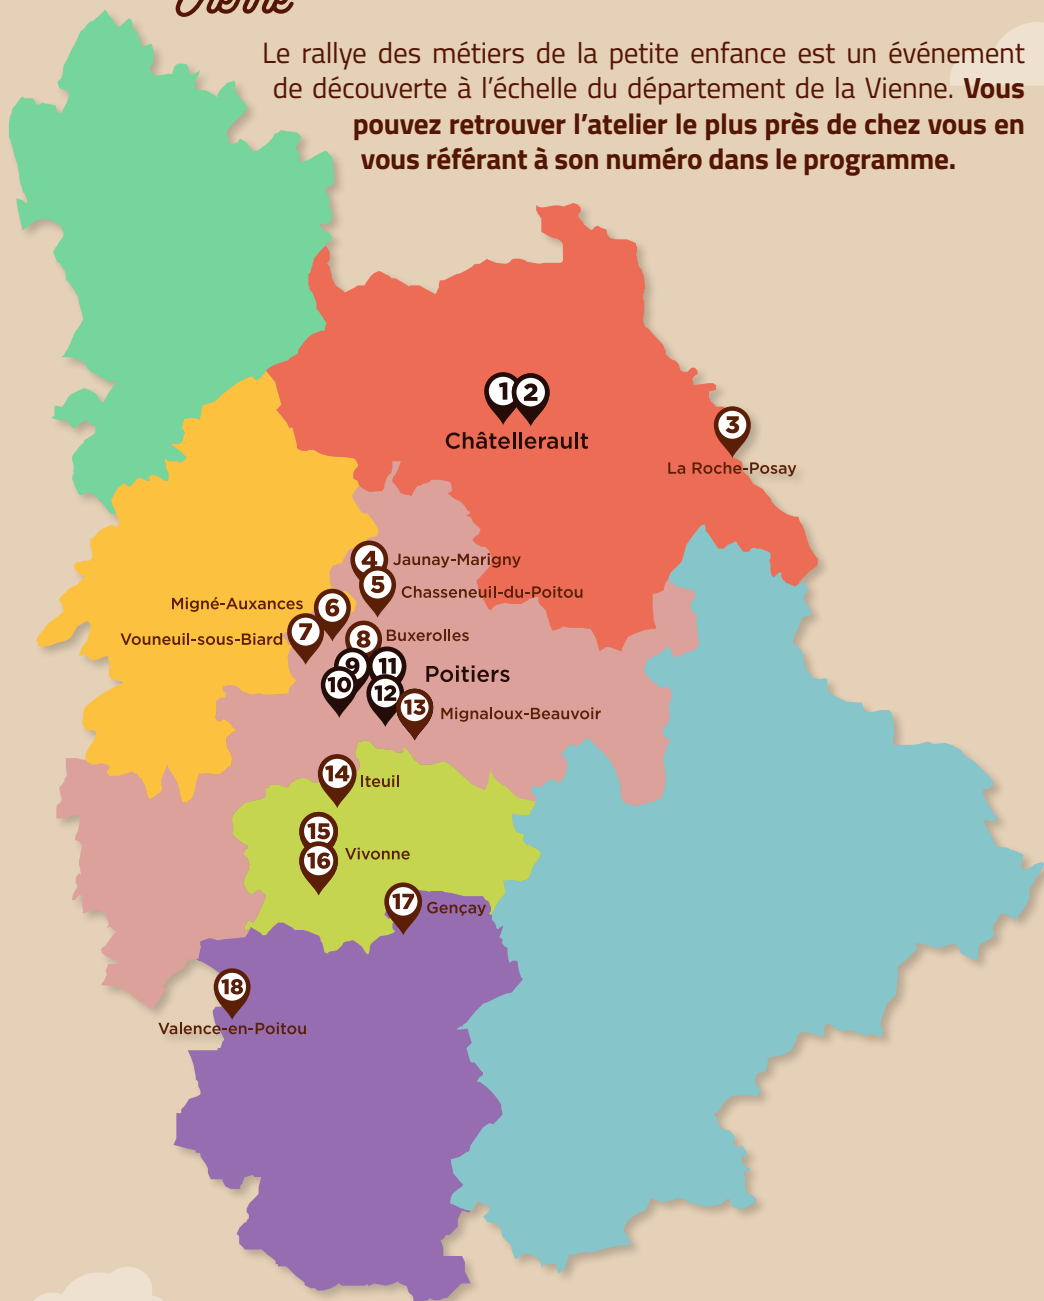 Le rallye des métiers de la petite enfance est un événement
de découverte à l'échelle du département de la Vienne. Vous
pouvez retrouver l'atelier le plus près de chez vous en
vous référant à son numéro dans le programme.
1 2
Châtellerault
3
La Roche-Posay
4 Jaunay-Marigny
5 Chasseneuil-du-Poitou
Migné-Auxances 6
Vouneuil-sous-Biard 7
8 Buxerolles
9 11
Poitiers
10 12
13 Mignaloux-Beauvoir
14 Iteuil
15
16 Vivonne
17 Gençay
18
Valence-en-Poitou